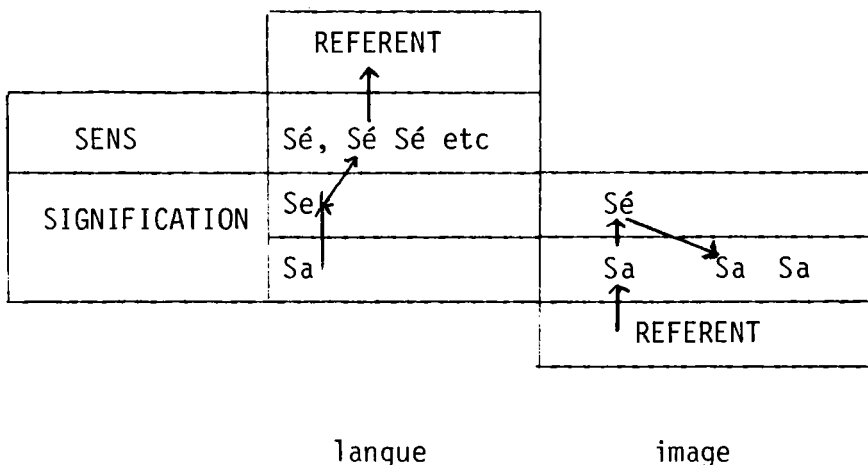 REFERENT
SENS Sé, Sé Sé etc
SIGNIFICATION Se Sé
Sa Sa Sa Sa
REFERENT
langue image